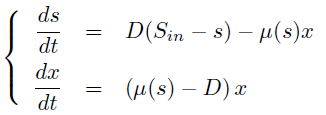 ds/dt = D(S_in − s) − μ(s)x
dx/dt = (μ(s) − D) x